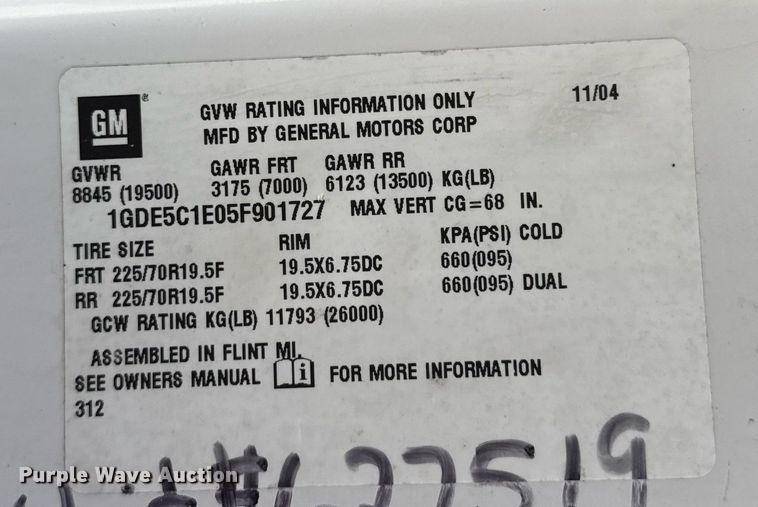 GM ®
GVW RATING INFORMATION ONLY 11/04
MFD BY GENERAL MOTORS CORP
GVWR GAWR FRT GAWR RR
8845 (19500) 3175 (7000) 6123 (13500) KG(LB)
1GDE5C1E05F901727 MAX VERT CG=68 IN.
TIRE SIZE RIM KPA(PSI) COLD
FRT 225/70R19.5F 19.5X6.75DC 660(095)
RR 225/70R19.5F 19.5X6.75DC 660(095) DUAL
GCW RATING KG(LB) 11793 (26000)
ASSEMBLED IN FLINT MI.
SEE OWNERS MANUAL i FOR MORE INFORMATION
312
27519
Purple Wave Auction